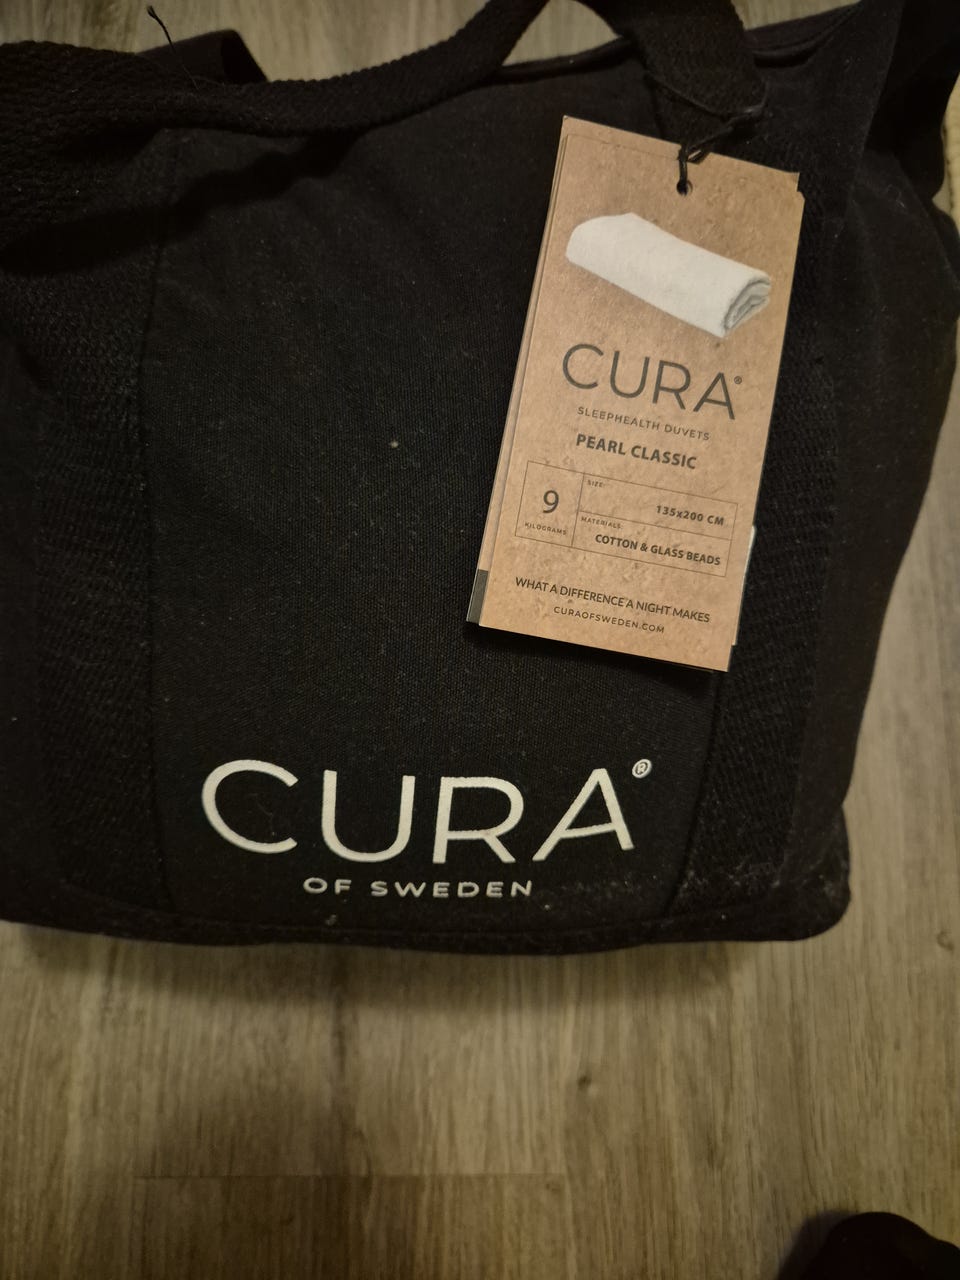 CURA®
SLEEPHEALTH DUVETS
PEARL CLASSIC
9
KILOGRAMS
SIZE:
135x200 CM
MATERIALS:
COTTON & GLASS BEADS
WHAT A DIFFERENCE A NIGHT MAKES
CURAOFSWEDEN.COM
CURA®
OF SWEDEN